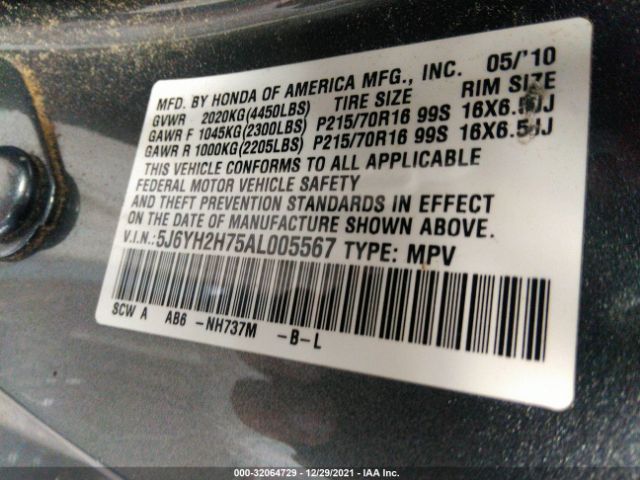 MFD. BY HONDA OF AMERICA MFG., INC. 05/'10
GVWR 2020KG(4450LBS) TIRE SIZE RIM SIZE
GAWR F 1045KG(2300LBS) P215/70R16 99S 16X6.5JJ
GAWR R 1000KG(2205LBS) P215/70R16 99S 16X6.5JJ
THIS VEHICLE CONFORMS TO ALL APPLICABLE
FEDERAL MOTOR VEHICLE SAFETY
AND THEFT PREVENTION STANDARDS IN EFFECT
ON THE DATE OF MANUFACTURE SHOWN ABOVE.
V.I.N.:5J6YH2H75AL005567 TYPE: MPV
SCW A AB6 -NH737M -B-L
000-32064729 - 12/29/2021 - IAA Inc.